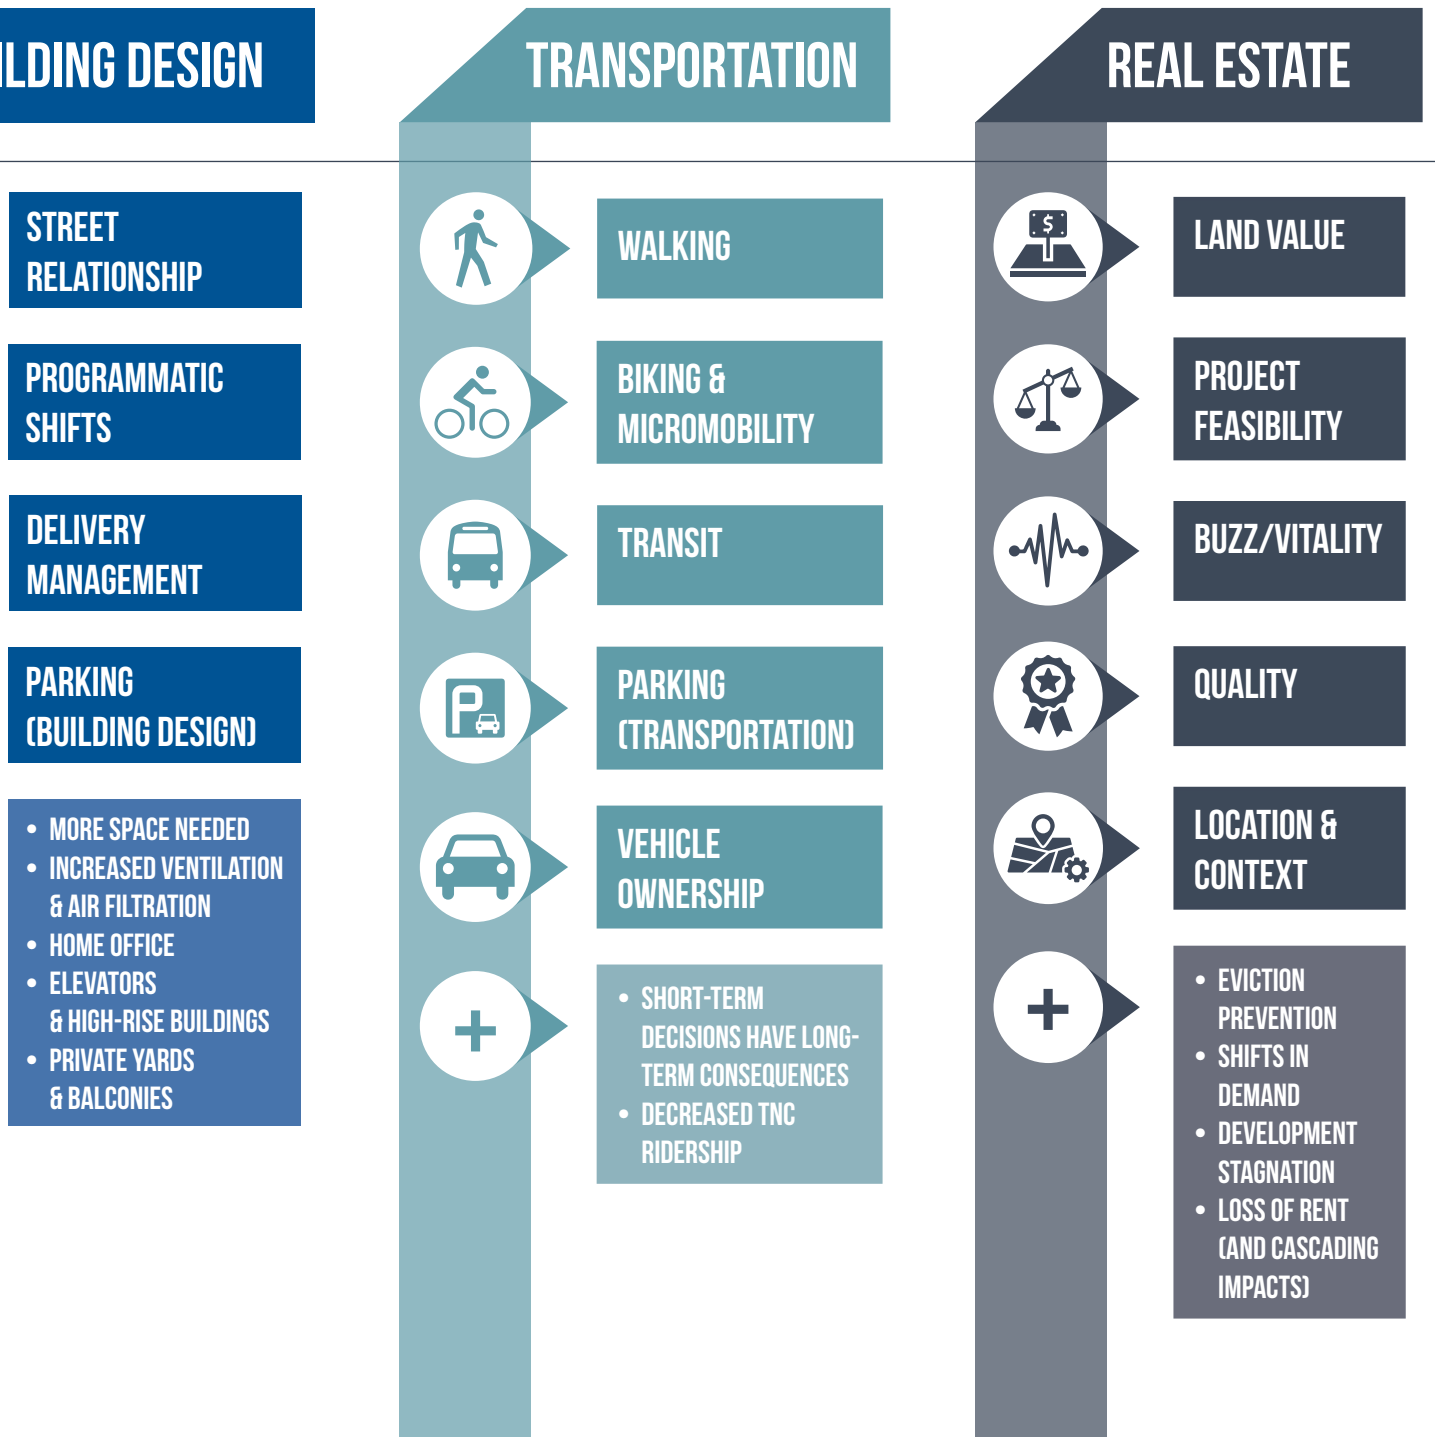 ILDING DESIGN
STREET
RELATIONSHIP
PROGRAMMATIC
SHIFTS
DELIVERY
MANAGEMENT
PARKING
(BUILDING DESIGN)
• MORE SPACE NEEDED
• INCREASED VENTILATION
& AIR FILTRATION
• HOME OFFICE
• ELEVATORS
& HIGH-RISE BUILDINGS
• PRIVATE YARDS
& BALCONIES
TRANSPORTATION
WALKING
BIKING &
MICROMOBILITY
TRANSIT
P
PARKING
(TRANSPORTATION)
VEHICLE
OWNERSHIP
+
• SHORT-TERM
DECISIONS HAVE LONG-
TERM CONSEQUENCES
• DECREASED TNC
RIDERSHIP
REAL ESTATE
$
LAND VALUE
PROJECT
FEASIBILITY
BUZZ/VITALITY
QUALITY
LOCATION &
CONTEXT
+
• EVICTION
PREVENTION
• SHIFTS IN
DEMAND
• DEVELOPMENT
STAGNATION
• LOSS OF RENT
(AND CASCADING
IMPACTS)